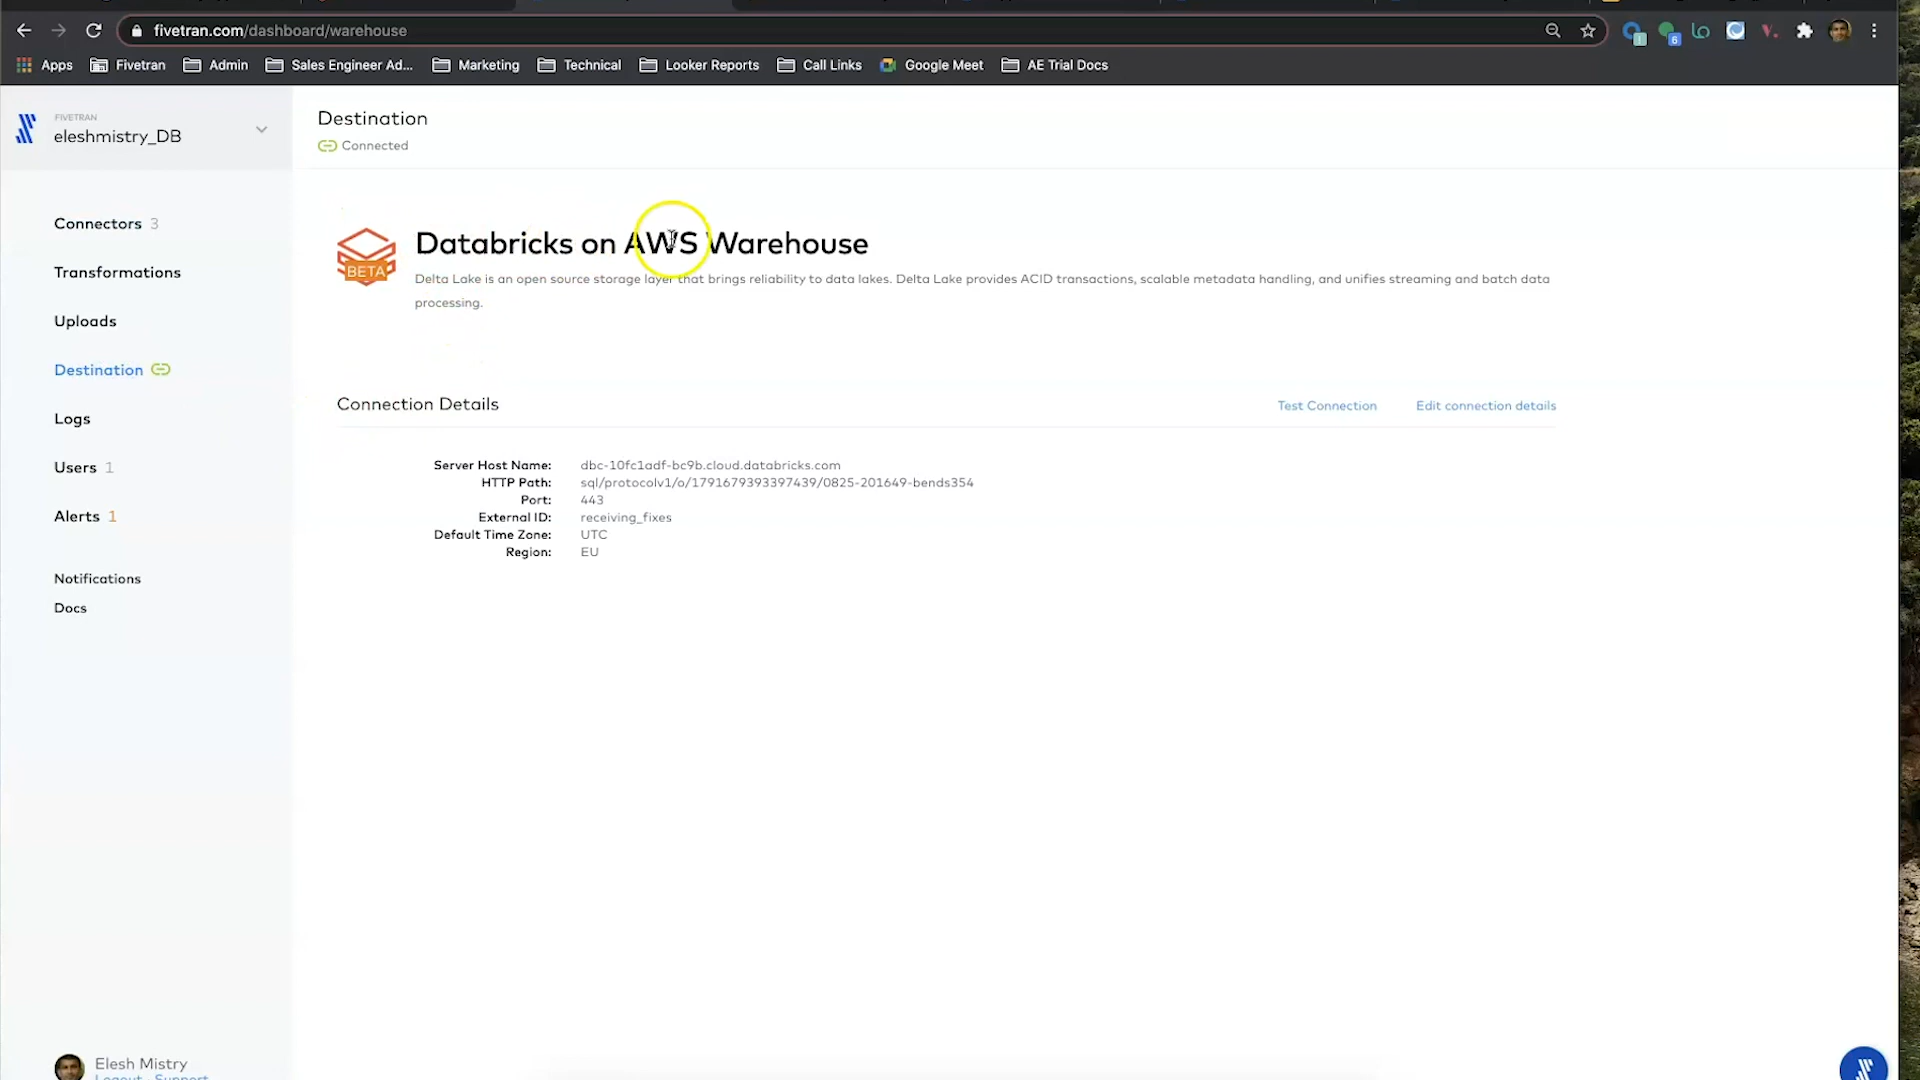 fivetran.com/dashboard/warehouse
Apps Fivetran Admin Sales Engineer Ad... Marketing Technical Looker Reports Call Links Google Meet AE Trial Docs
FIVETRAN
eleshmistry_DB
Connectors 3
Transformations
Uploads
Destination
Logs
Users 1
Alerts 1
Notifications
Docs
Elesh Mistry
Logout - Support
Destination
Connected
BETA
Databricks on AWS Warehouse
Delta Lake is an open source storage layer that brings reliability to data lakes. Delta Lake provides ACID transactions, scalable metadata handling, and unifies streaming and batch data
processing.
Connection Details Test Connection Edit connection details
Server Host Name: dbc-10fc1adf-bc9b.cloud.databricks.com
HTTP Path: sql/protocolv1/o/1791679393397439/0825-201649-bends354
Port: 443
External ID: receiving_fixes
Default Time Zone: UTC
Region: EU